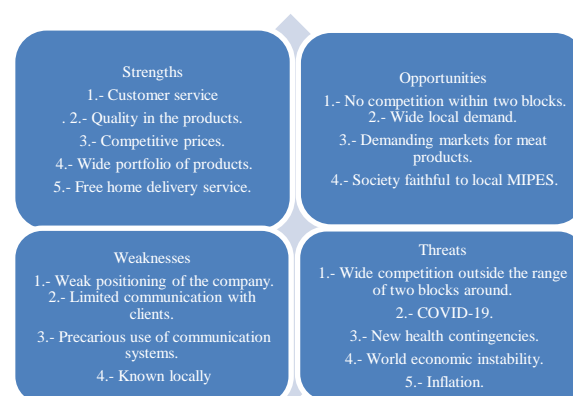 Strengths
1.- Customer service
. 2.- Quality in the products.
3.- Competitive prices.
4.- Wide portfolio of products.
5.- Free home delivery service.
Opportunities
1.- No competition within two blocks.
2.- Wide local demand.
3.- Demanding markets for meat
products.
4.- Society faithful to local MIPES.
Weaknesses
1.- Weak positioning of the company.
2.- Limited communication with
clients.
3.- Precarious use of communication
systems.
4.- Known locally
Threats
1.- Wide competition outside the range
of two blocks around.
2.- COVID-19.
3.- New health contingencies.
4.- World economic instability.
5.- Inflation.